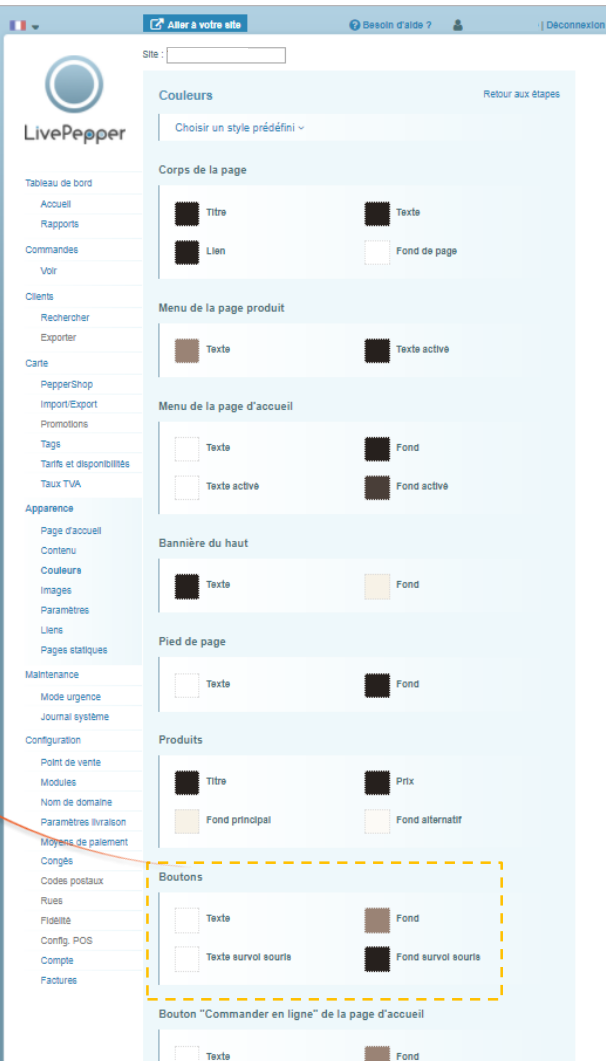 Aller à votre site
Besoin d'aide ?
| Déconnexion
Site :
LivePepper
Tableau de bord
Accueil
Rapports
Commandes
Voir
Clients
Rechercher
Exporter
Carte
PepperShop
Import/Export
Promotions
Tags
Tarifs et disponibilités
Taux TVA
Apparence
Page d'accueil
Contenu
Couleurs
Images
Paramètres
Liens
Pages statiques
Maintenance
Mode urgence
Journal système
Configuration
Point de vente
Modules
Nom de domaine
Paramètres livraison
Moyens de paiement
Congés
Codes postaux
Rues
Fidélité
Config. POS
Compte
Factures
Couleurs
Retour aux étapes
Choisir un style prédéfini
Corps de la page
Titre
Texte
Lien
Fond de page
Menu de la page produit
Texte
Texte activé
Menu de la page d'accueil
Texte
Fond
Texte activé
Fond activé
Bannière du haut
Texte
Fond
Pied de page
Texte
Fond
Produits
Titre
Prix
Fond principal
Fond alternatif
Boutons
Texte
Fond
Texte survol souris
Fond survol souris
Bouton "Commander en ligne" de la page d'accueil
Texte
Fond